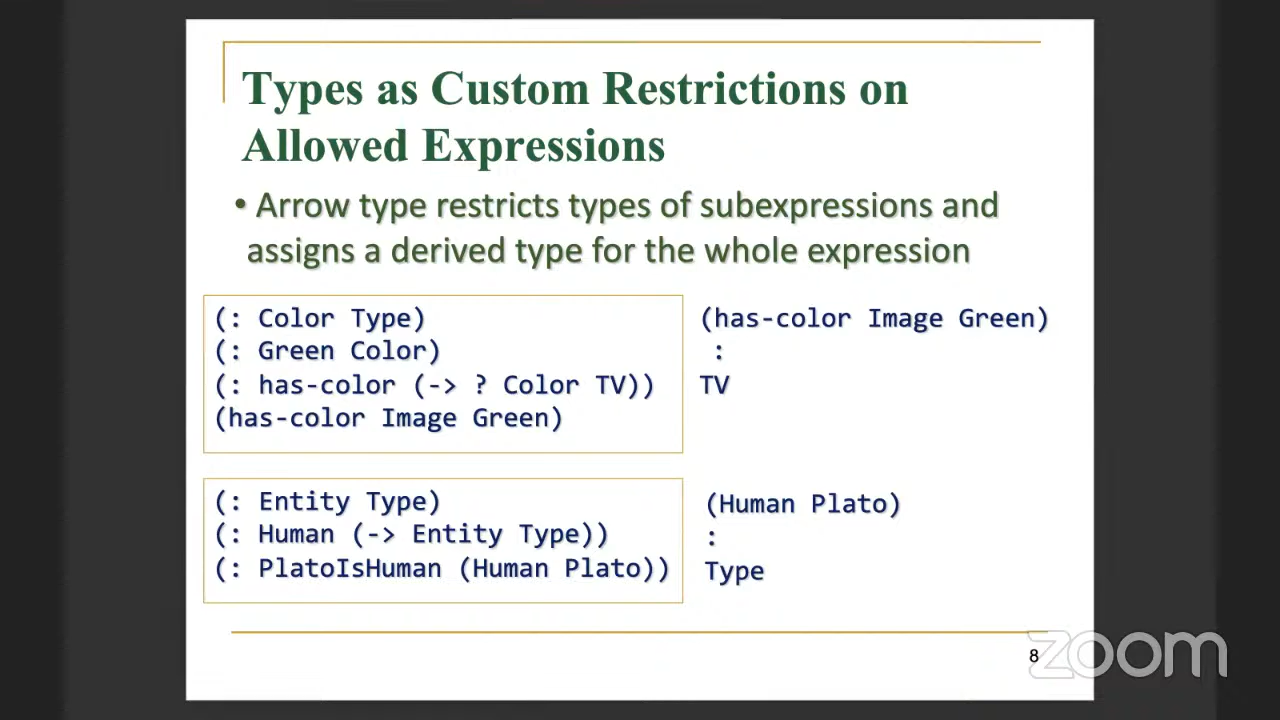 Types as Custom Restrictions on
Allowed Expressions
• Arrow type restricts types of subexpressions and
assigns a derived type for the whole expression
(: Color Type)
(: Green Color)
(: has-color (-> ? Color TV))
(has-color Image Green)
(has-color Image Green)
:
TV
(: Entity Type)
(: Human (-> Entity Type))
(: PlatoIsHuman (Human Plato))
(Human Plato)
:
Type
8
zoom